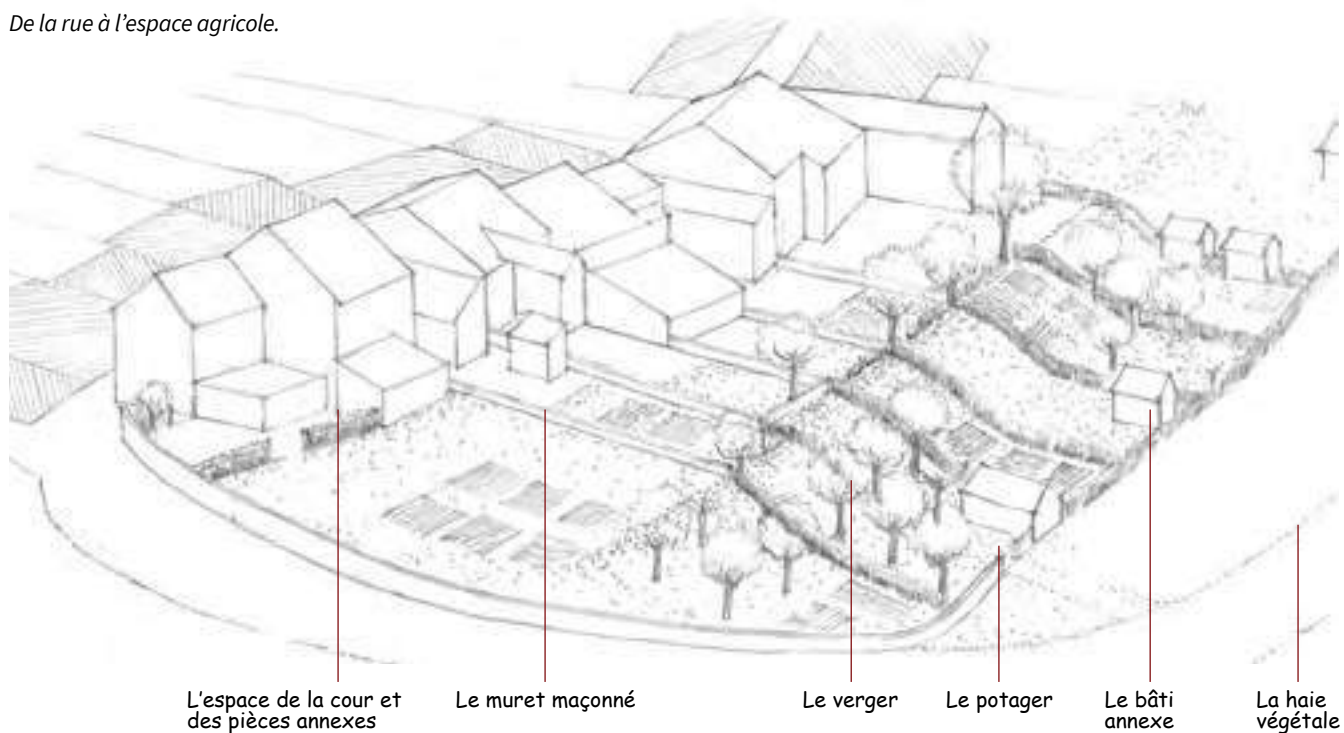 De la rue à l’espace agricole.
L’espace de la cour et
des pièces annexes
Le muret maçonné
Le verger
Le potager
Le bâti
annexe
La haie
végétale